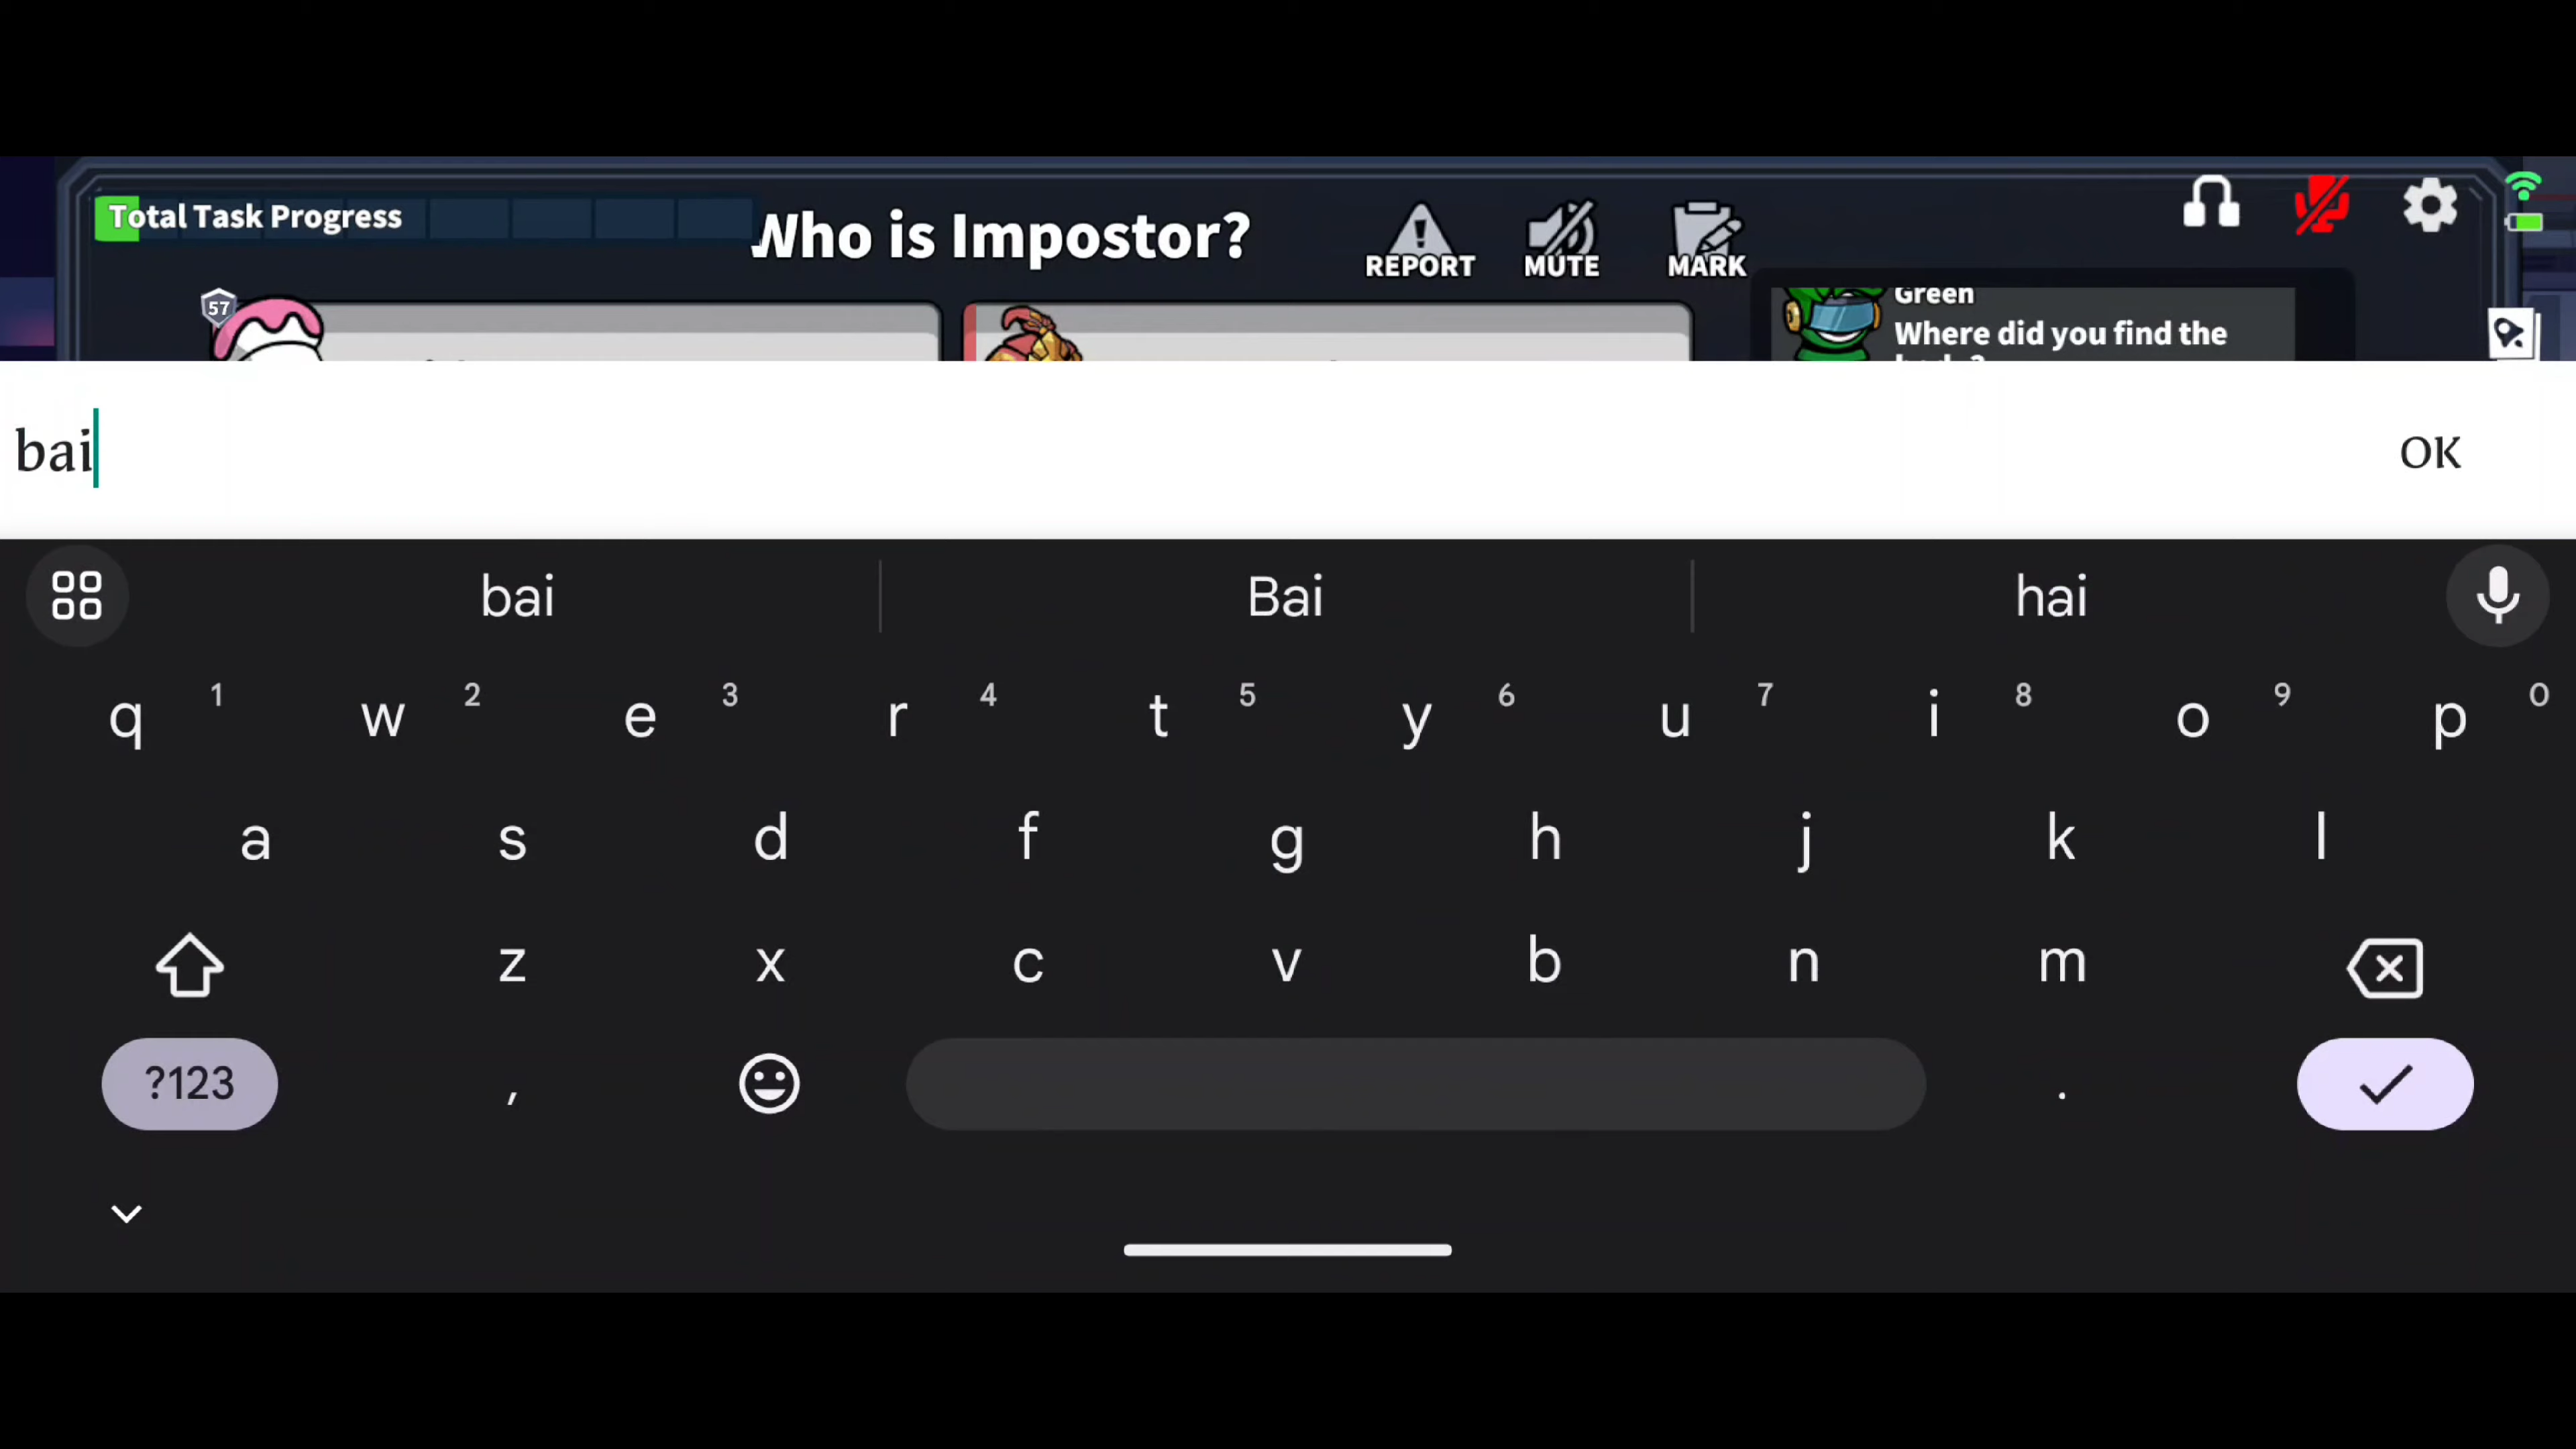 Total Task Progress
Who is Impostor?
REPORT
MUTE
MARK
57
Green
Where did you find the
bai
OK
bai
Bai
hai
q 1 w 2 e 3 r 4 t 5 y 6 u 7 i 8 o 9 p 0
a s d f g h j k l
z x c v b n m
?123 , .